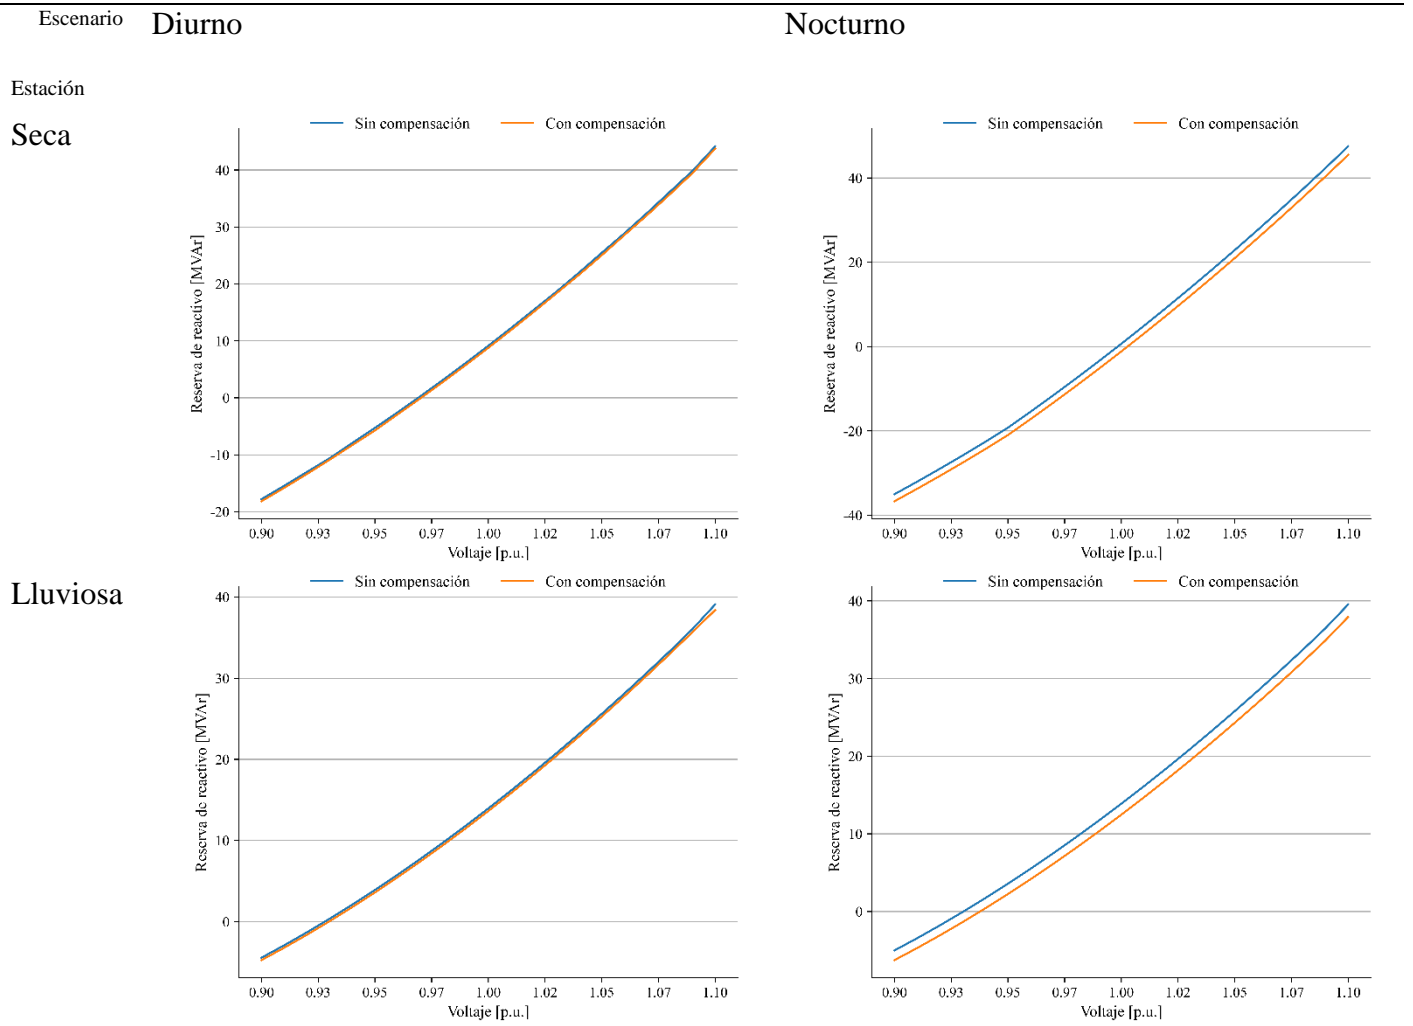 Escenario Diurno Nocturno
Estación
Seca
Sin compensación Con compensación
40
30
20
10
0
-10
-20
Reserva de reactivo [MVAr]
0.90 0.93 0.95 0.97 1.00 1.02 1.05 1.07 1.10
Voltaje [p.u.]
Sin compensación Con compensación
40
20
0
-20
-40
Reserva de reactivo [MVAr]
0.90 0.93 0.95 0.97 1.00 1.02 1.05 1.07 1.10
Voltaje [p.u.]
Lluviosa
Sin compensación Con compensación
40
30
20
10
0
Reserva de reactivo [MVAr]
0.90 0.93 0.95 0.97 1.00 1.02 1.05 1.07 1.10
Voltaje [p.u.]
Sin compensación Con compensación
40
30
20
10
0
Reserva de reactivo [MVAr]
0.90 0.93 0.95 0.97 1.00 1.02 1.05 1.07 1.10
Voltaje [p.u.]